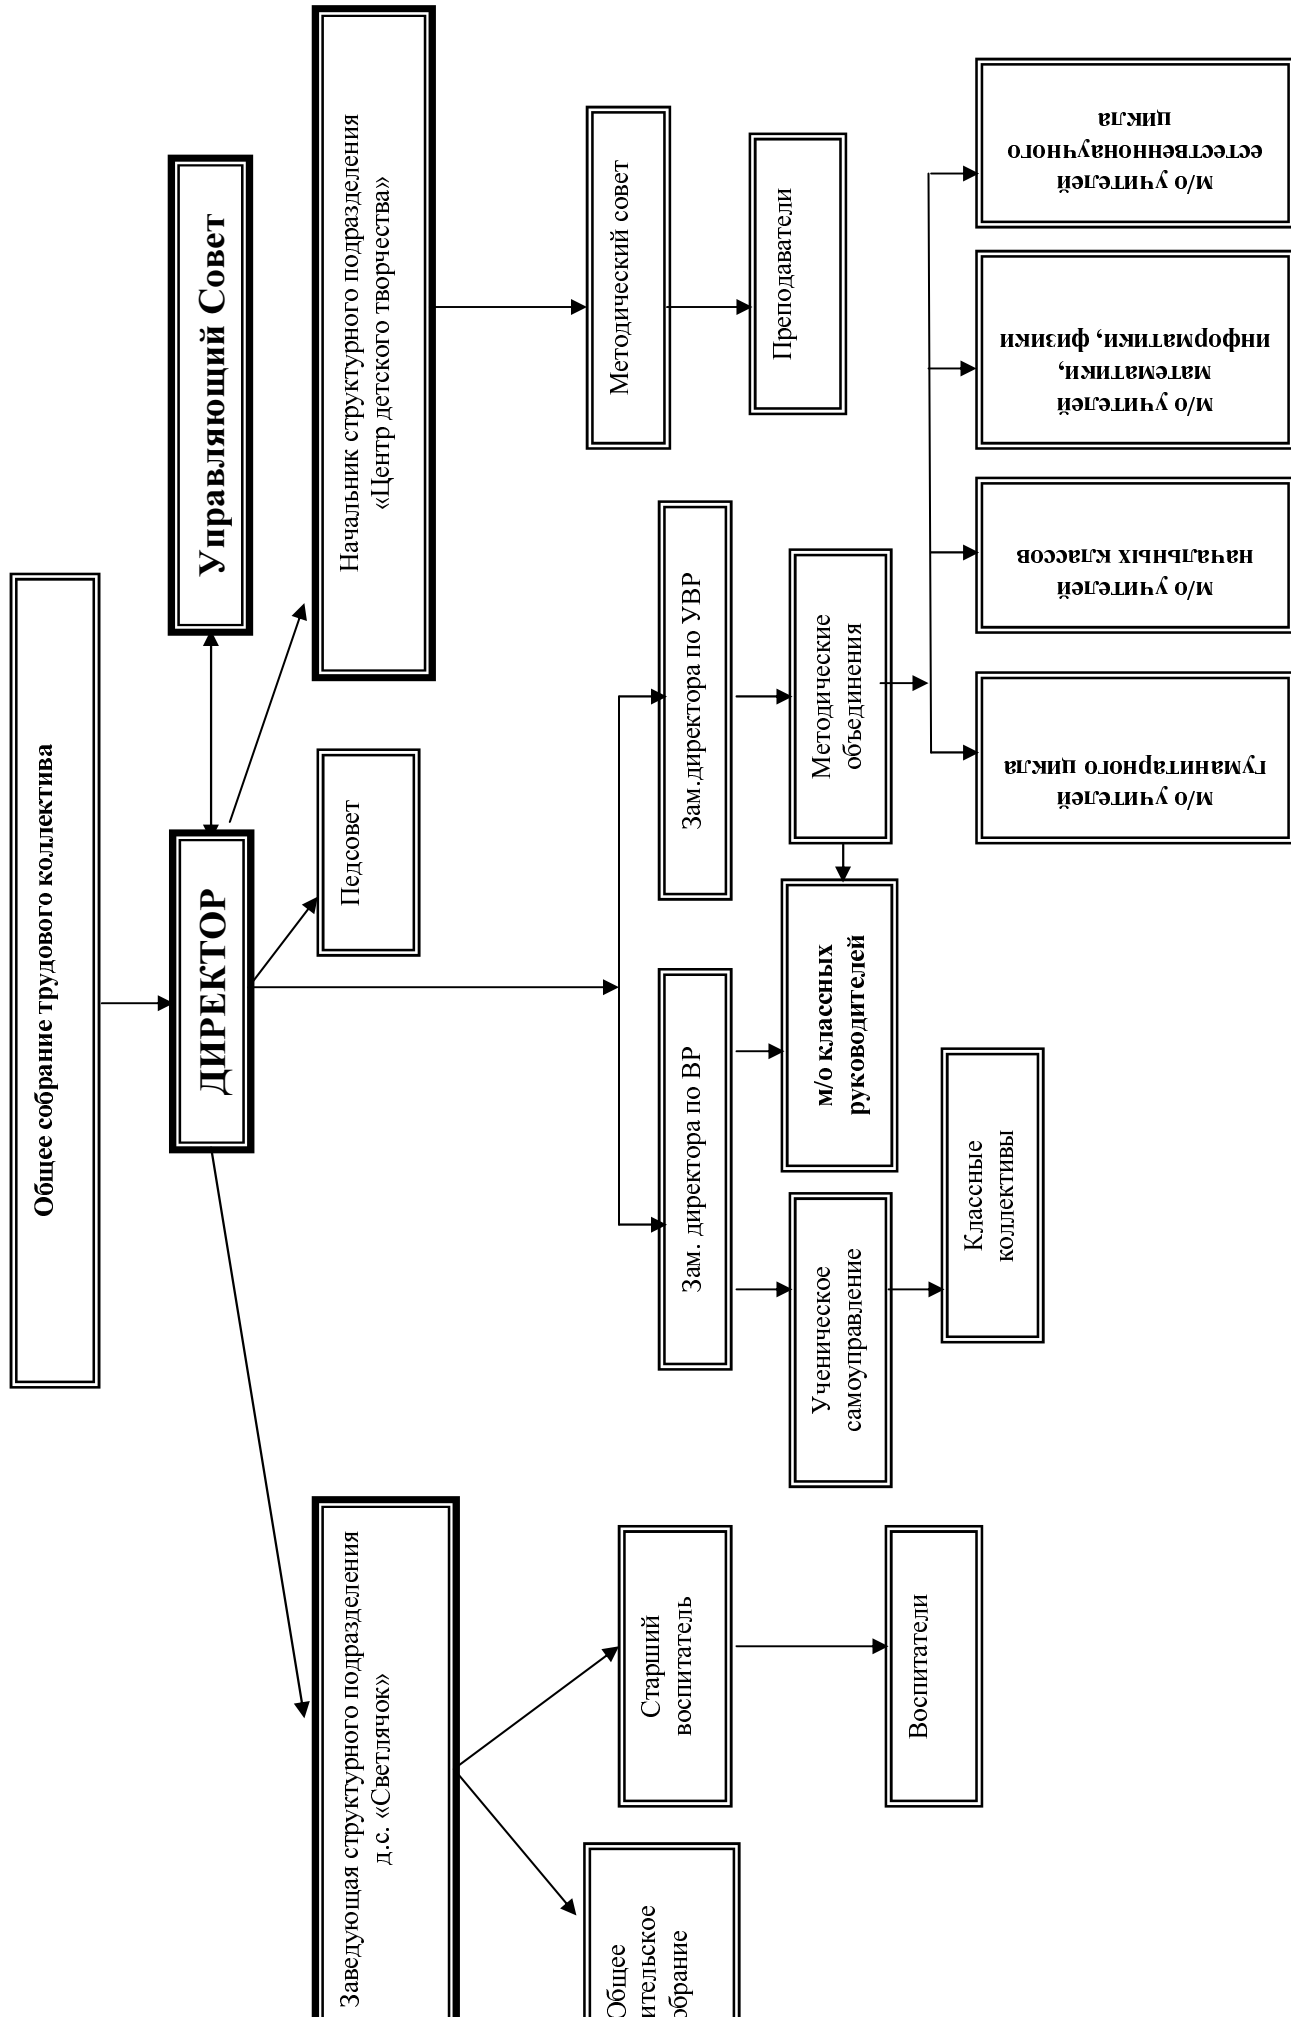 Общее собрание трудового коллектива
Управляющий Совет
ДИРЕКТОР
Заведующая структурного подразделения
д.с. «Светлячок»
Педсовет
Начальник структурного подразделения
«Центр детского творчества»
Общее
Старший
воспитатель
Зам. директора по ВР
Зам.директора по УВР
Методический совет
Преподаватели
Ученическое
самоуправление
м/о классных
руководителей
Методические
объединения
Воспитатели
Классные
коллективы
м/о учителей
гуманитарного цикла
м/о учителей
начальных классов
м/о учителей
математики,
информатики, физики
м/о учителей
естественнонаучного
цикла